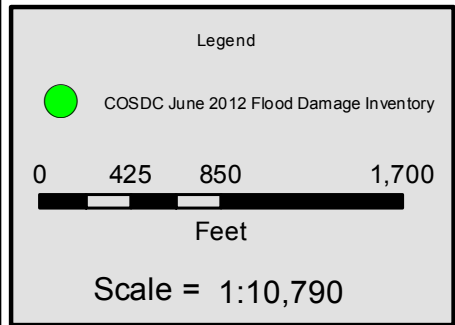 Legend
COSDC June 2012 Flood Damage Inventory
0 425 850 1,700
Feet
Scale = 1:10,790